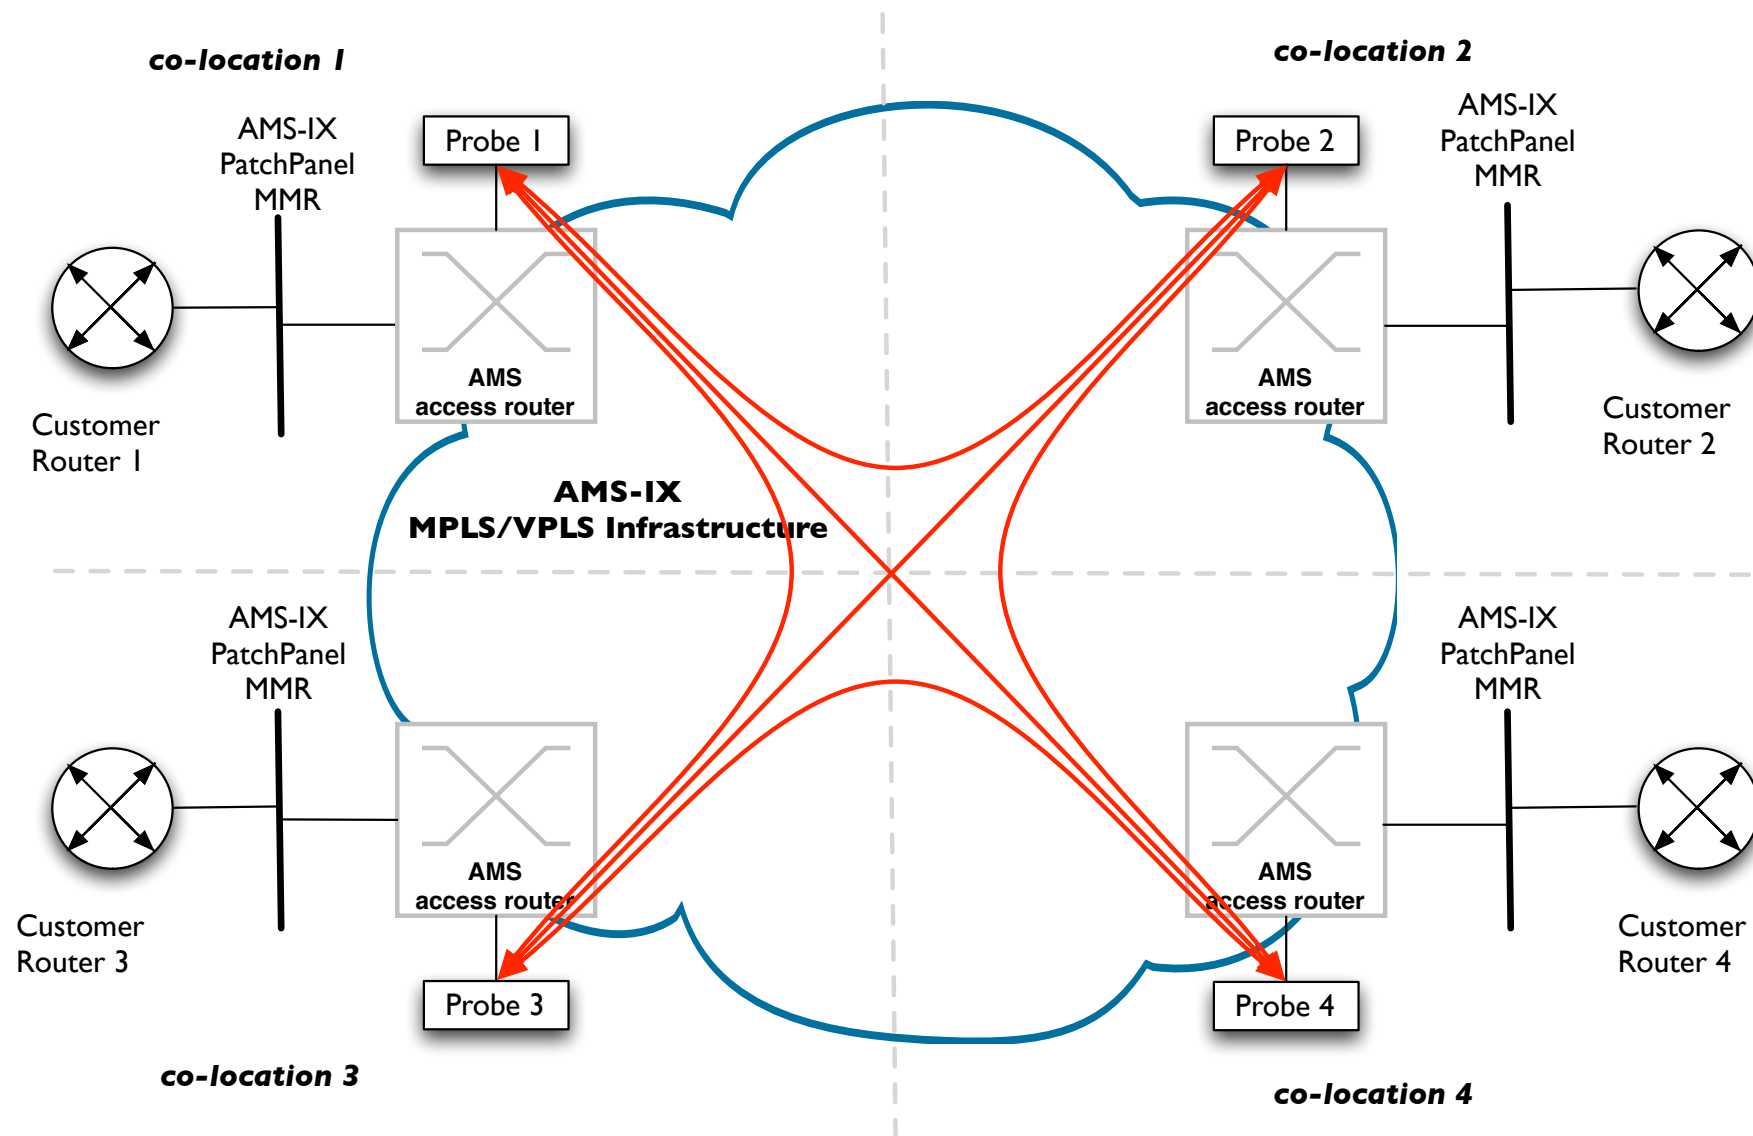 co-location 1
co-location 2
AMS-IX
PatchPanel
MMR
Probe 1
Probe 2
AMS-IX
PatchPanel
MMR
AMS
access router
AMS
access router
Customer
Router 1
Customer
Router 2
AMS-IX
MPLS/VPLS Infrastructure
AMS-IX
PatchPanel
MMR
AMS-IX
PatchPanel
MMR
AMS
access router
AMS
access router
Customer
Router 3
Customer
Router 4
Probe 3
Probe 4
co-location 3
co-location 4